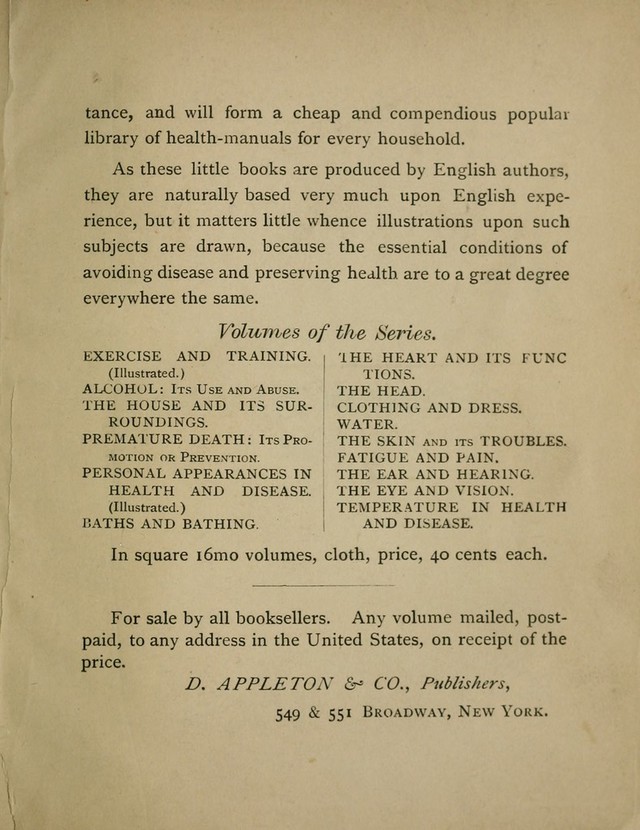 tance, and will form a cheap and compendious popular
library of health-manuals for every household.
As these little books are produced by English authors,
they are naturally based very much upon English expe-
rience, but it matters little whence illustrations upon such
subjects are drawn, because the essential conditions of
avoiding disease and preserving health are to a great degree
everywhere the same.
Volumes of the Series.
EXERCISE AND TRAINING.
(Illustrated.)
ALCOHOL: ITS USE AND ABUSE.
THE HOUSE AND ITS SUR-
ROUNDINGS.
PREMATURE DEATH: ITS PRO-
MOTION OR PREVENTION.
PERSONAL APPEARANCES IN
HEALTH AND DISEASE.
(Illustrated.)
BATHS AND BATHING.
THE HEART AND ITS FUNC
TIONS.
THE HEAD.
CLOTHING AND DRESS.
WATER.
THE SKIN AND ITS TROUBLES.
FATIGUE AND PAIN.
THE EAR AND HEARING.
THE EYE AND VISION.
TEMPERATURE IN HEALTH
AND DISEASE.
In square 16mo volumes, cloth, price, 40 cents each.
For sale by all booksellers. Any volume mailed, post-
paid, to any address in the United States, on receipt of the
price.
D. APPLETON & CO., Publishers,
549 & 551 BROADWAY, NEW YORK.